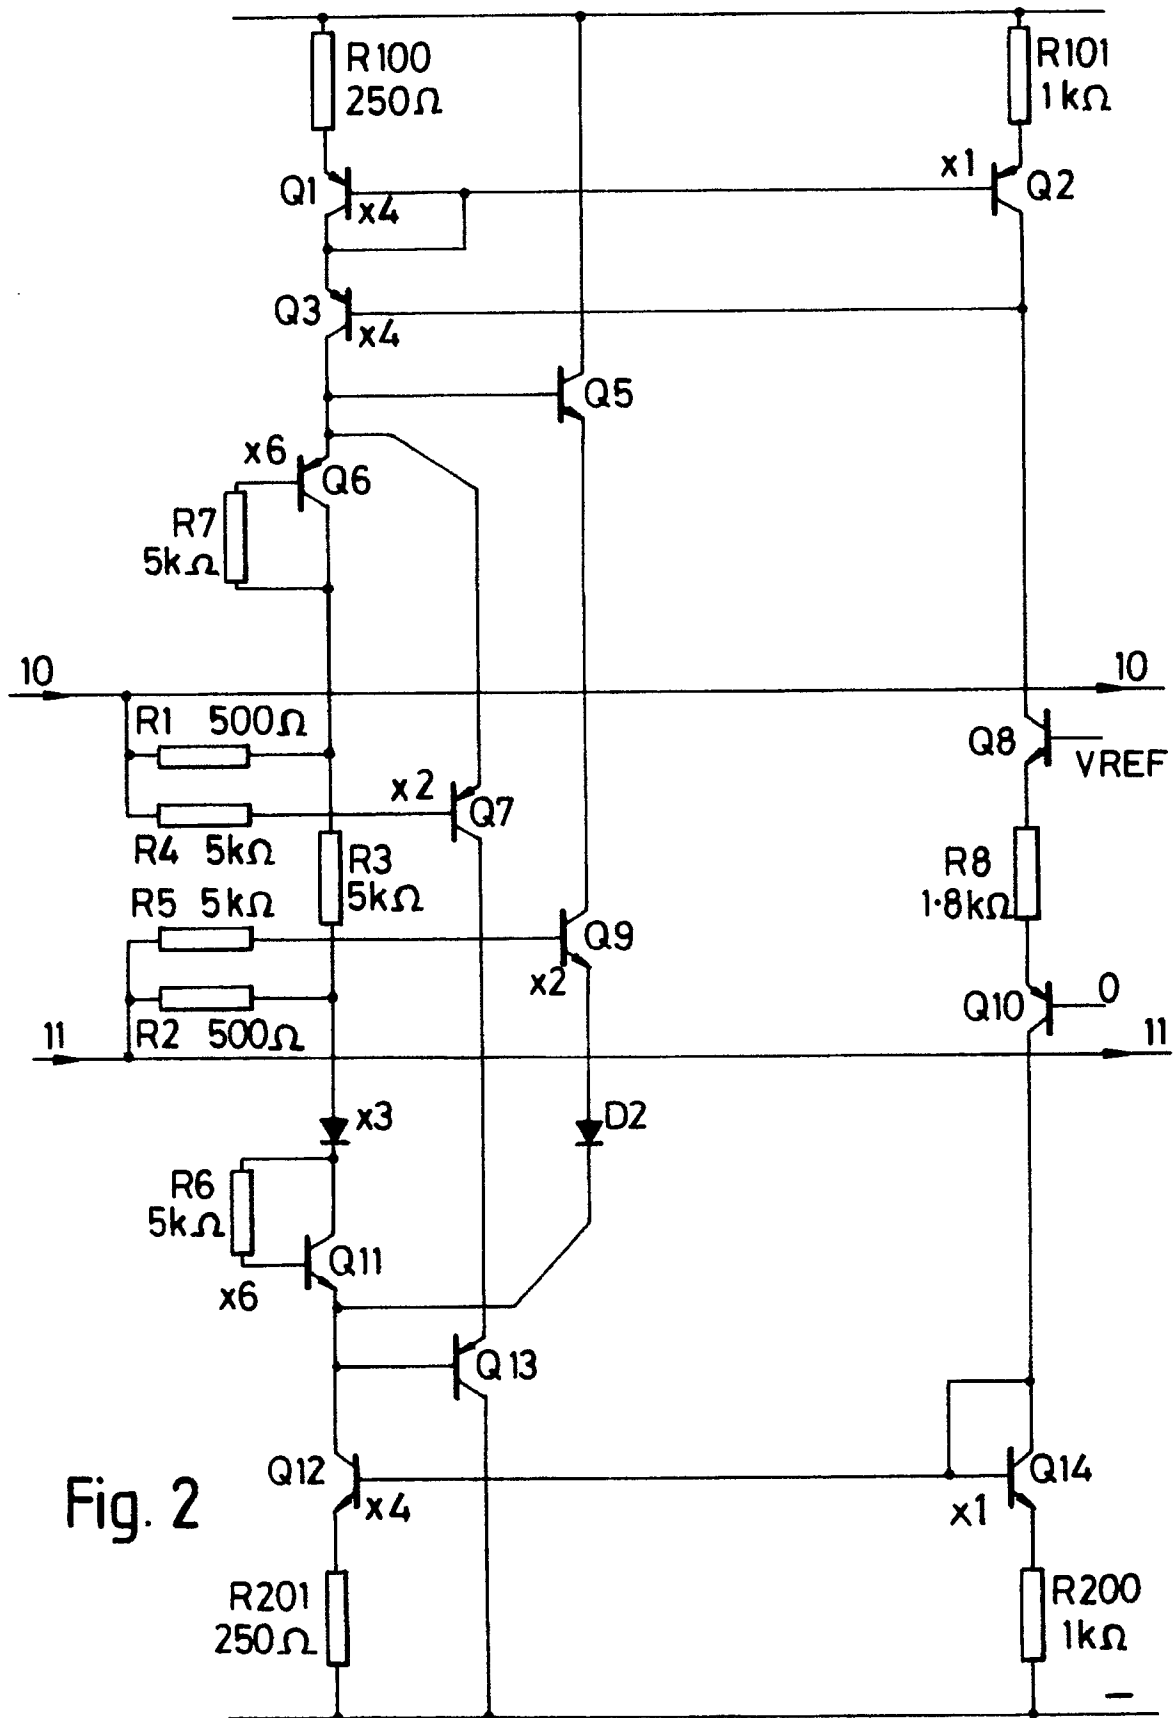 R100
250Ω
R101
1kΩ
Q1
x4
x1
Q2
Q3
x4
Q5
x6
Q6
R7
5kΩ
10
10
R1 500Ω
Q8
VREF
x2
Q7
R4 5kΩ
R3
5kΩ
R8
1·8kΩ
R5 5kΩ
Q9
x2
Q10
0
R2 500Ω
11
11
x3
D2
R6
5kΩ
Q11
x6
Q13
Q12
x4
Q14
x1
Fig. 2
R201
250Ω
R200
1kΩ
–